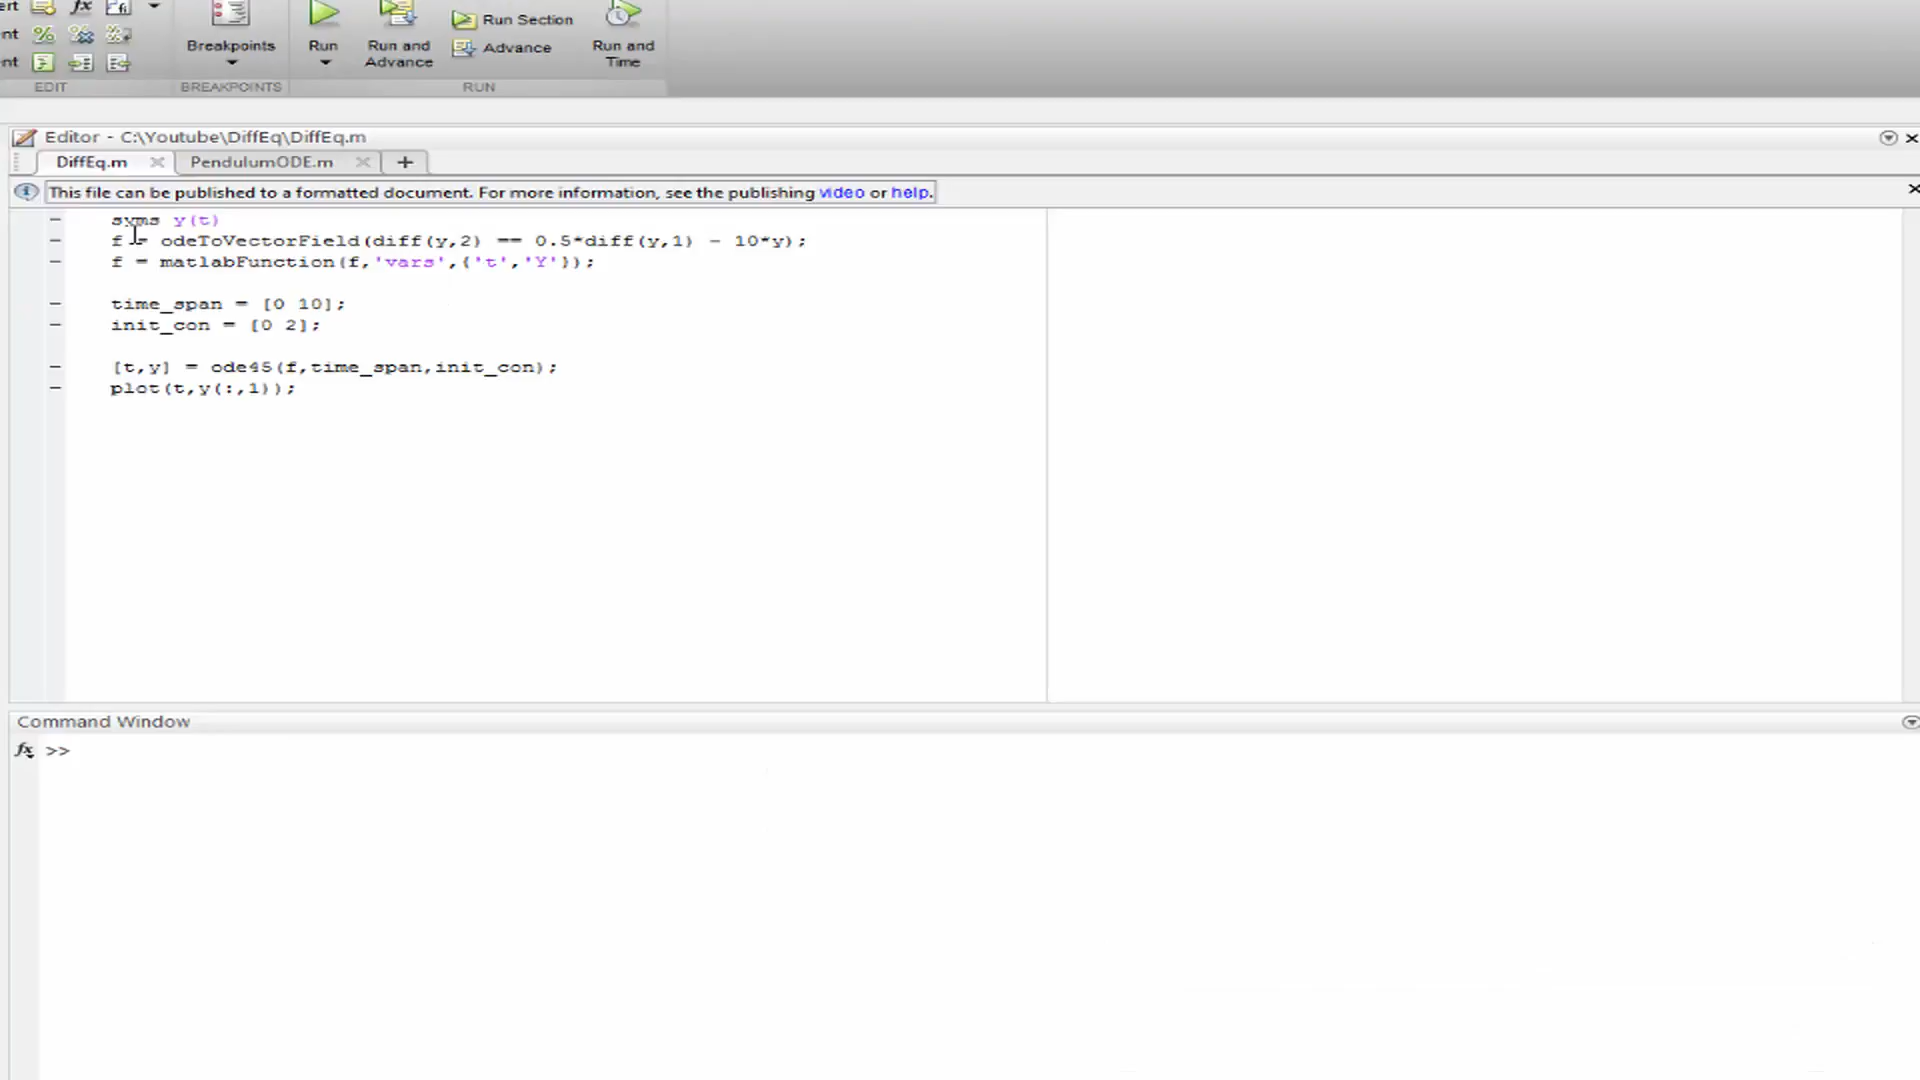 ert
nt
nt
Breakpoints
Run
Run and
Advance
Run Section
Advance
Run and
Time
EDIT
BREAKPOINTS
RUN
Editor - C:\Youtube\DiffEq\DiffEq.m
DiffEq.m
PendulumODE.m
This file can be published to a formatted document. For more information, see the publishing video or help.
syms y(t)
f = odeToVectorField(diff(y,2) == 0.5*diff(y,1) - 10*y);
f = matlabFunction(f,'vars',{'t','Y'});
time_span = [0 10];
init_con = [0 2];
[t,y] = ode45(f,time_span,init_con);
plot(t,y(:,1));
Command Window
fx >>